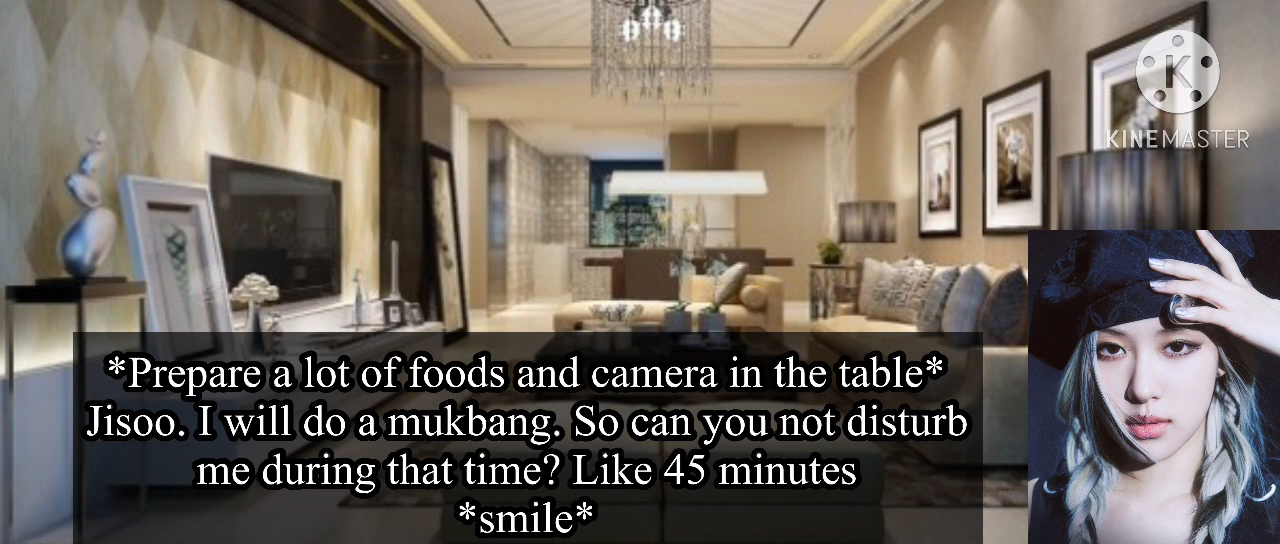 K
KINEMASTER
*Prepare a lot of foods and camera in the table*
Jisoo. I will do a mukbang. So can you not disturb
me during that time? Like 45 minutes
*smile*